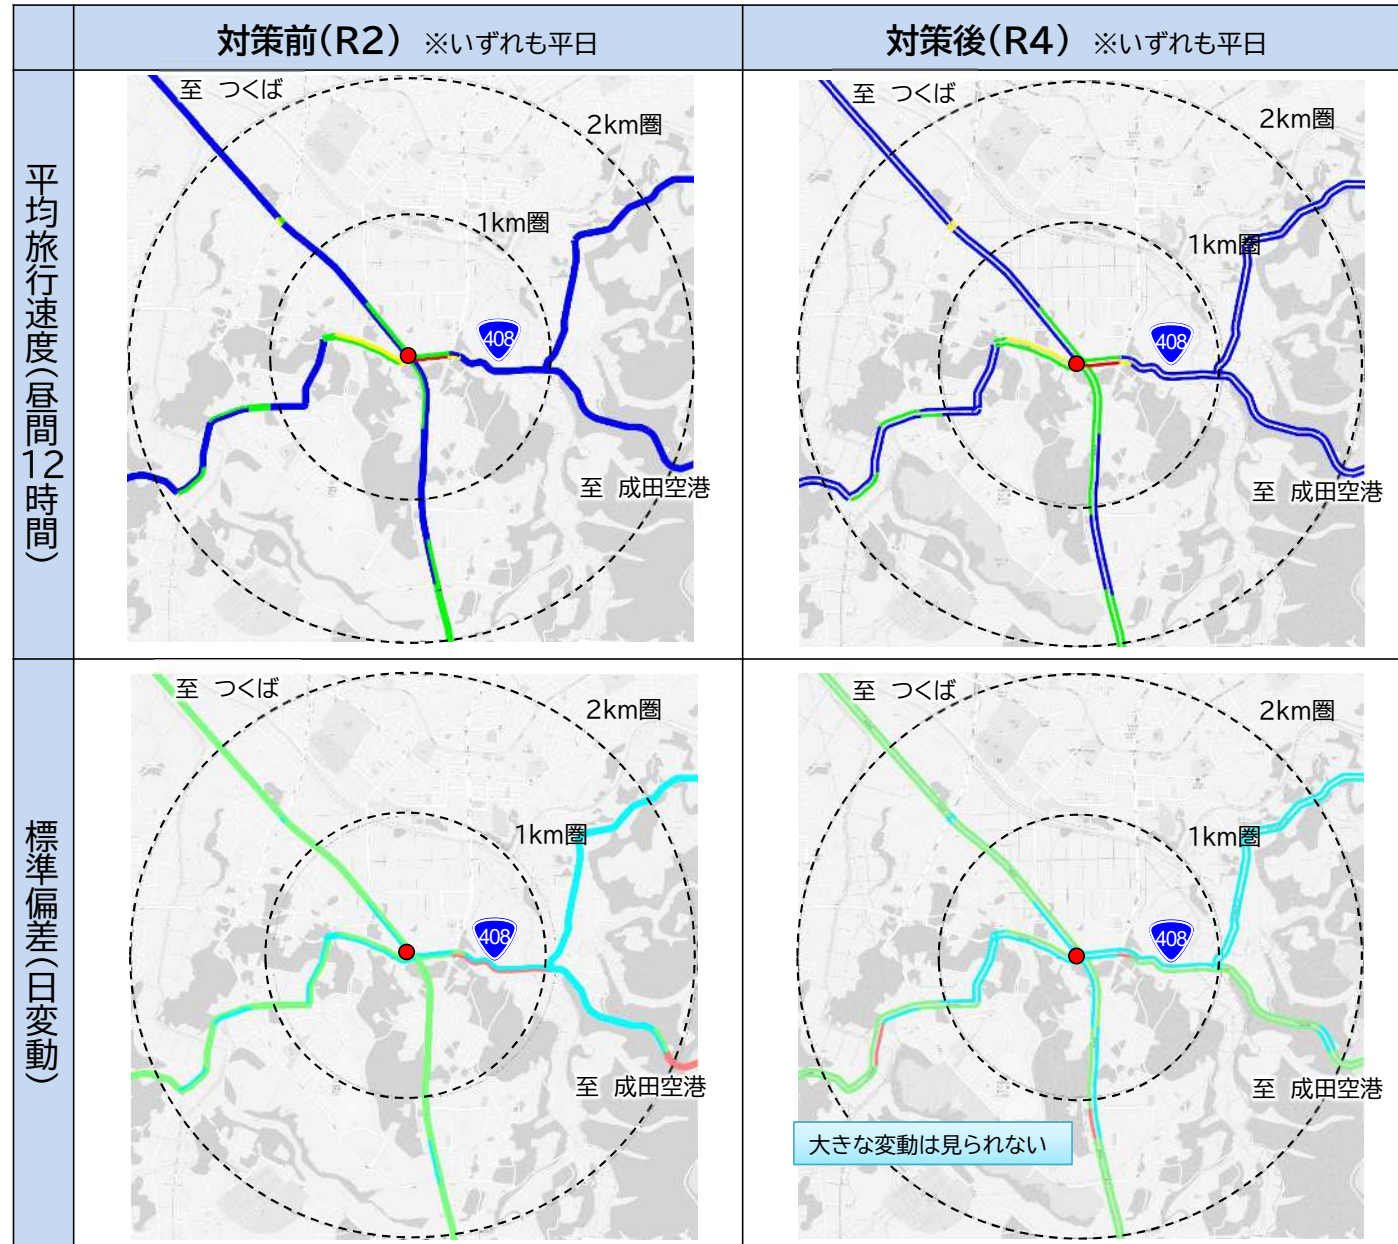 対策前(R2) ※いずれも平日
対策後(R4) ※いずれも平日
平均旅行速度(昼間12時間)
至 つくば
2km圏
1km圏
408
至 成田空港
至 つくば
2km圏
1km圏
408
至 成田空港
標準偏差(日変動)
至 つくば
2km圏
1km圏
408
至 成田空港
至 つくば
2km圏
1km圏
408
至 成田空港
大きな変動は見られない